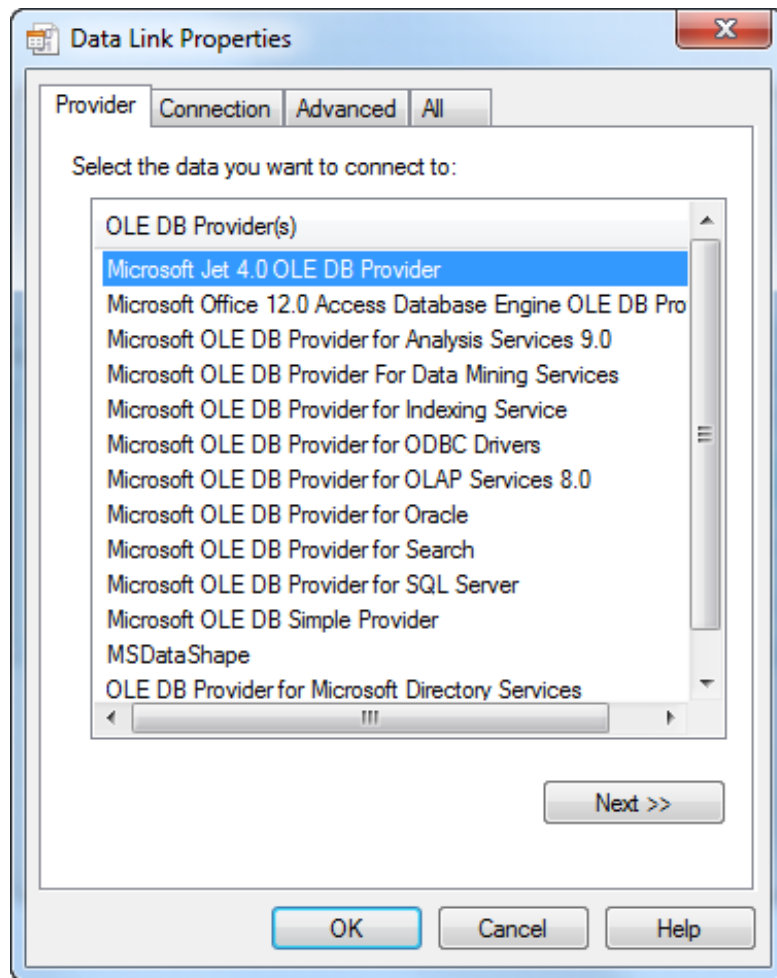 Data Link Properties
Provider Connection Advanced All
Select the data you want to connect to:
OLE DB Provider(s)
Microsoft Jet 4.0 OLE DB Provider
Microsoft Office 12.0 Access Database Engine OLE DB Pro
Microsoft OLE DB Provider for Analysis Services 9.0
Microsoft OLE DB Provider For Data Mining Services
Microsoft OLE DB Provider for Indexing Service
Microsoft OLE DB Provider for ODBC Drivers
Microsoft OLE DB Provider for OLAP Services 8.0
Microsoft OLE DB Provider for Oracle
Microsoft OLE DB Provider for Search
Microsoft OLE DB Provider for SQL Server
Microsoft OLE DB Simple Provider
MSDataShape
OLE DB Provider for Microsoft Directory Services
Next >>
OK Cancel Help